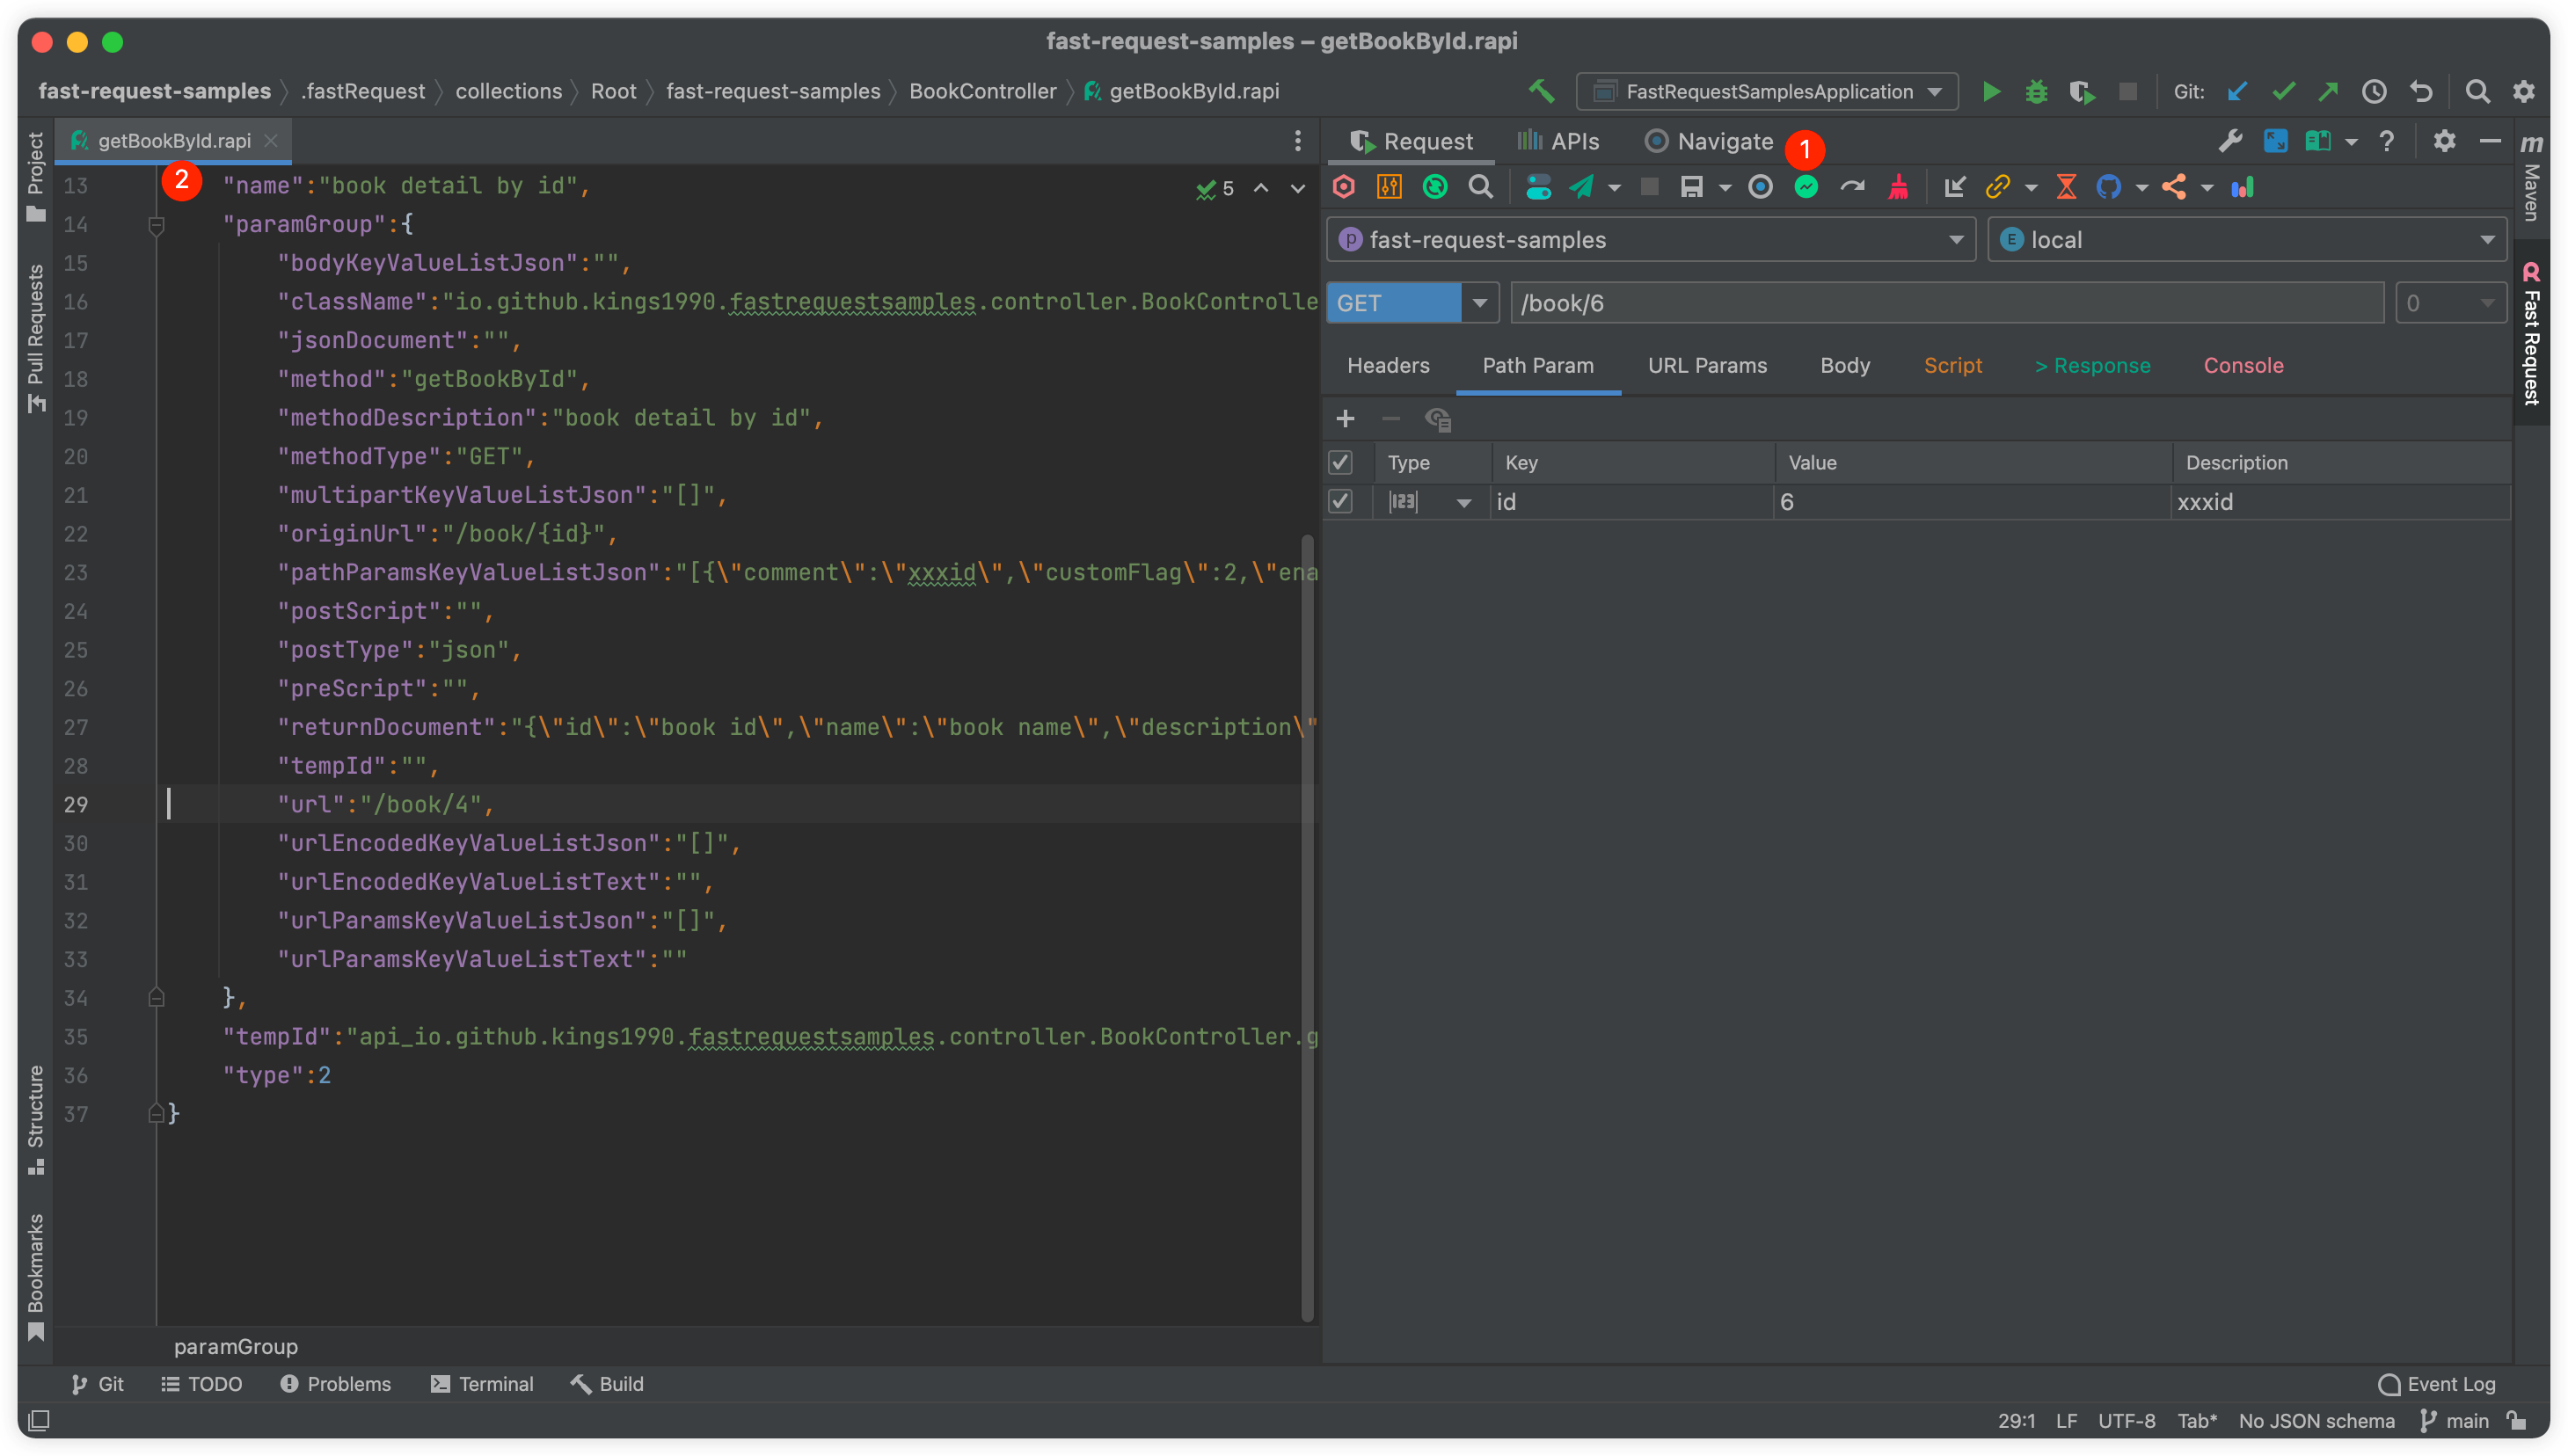 fast-request-samples – getBookById.rapi
fast-request-samples .fastRequest collections Root fast-request-samples BookController getBookById.rapi
FastRequestSamplesApplication
Git:
Project
Pull Requests
Structure
Bookmarks
getBookById.rapi
2
5
13 "name":"book detail by id",
14 "paramGroup":{
15 "bodyKeyValueListJson":"",
16 "className":"io.github.kings1990.fastrequestsamples.controller.BookControlle
17 "jsonDocument":"",
18 "method":"getBookById",
19 "methodDescription":"book detail by id",
20 "methodType":"GET",
21 "multipartKeyValueListJson":"[]",
22 "originUrl":"/book/{id}",
23 "pathParamsKeyValueListJson":"[{\"comment\":\"xxxid\",\"customFlag\":2,\"ena
24 "postScript":"",
25 "postType":"json",
26 "preScript":"",
27 "returnDocument":"{\"id\":\"book id\",\"name\":\"book name\",\"description\"
28 "tempId":"",
29 "url":"/book/4",
30 "urlEncodedKeyValueListJson":"[]",
31 "urlEncodedKeyValueListText":"",
32 "urlParamsKeyValueListJson":"[]",
33 "urlParamsKeyValueListText":""
34 },
35 "tempId":"api_io.github.kings1990.fastrequestsamples.controller.BookController.g
36 "type":2
37 }
paramGroup
Request APIs Navigate
1
p fast-request-samples
E local
GET /book/6 0
Headers Path Param URL Params Body Script > Response Console
Type Key Value Description
123 id 6 xxxid
m Maven
Fast Request
Git TODO Problems Terminal Build Event Log
29:1 LF UTF-8 Tab* No JSON schema main